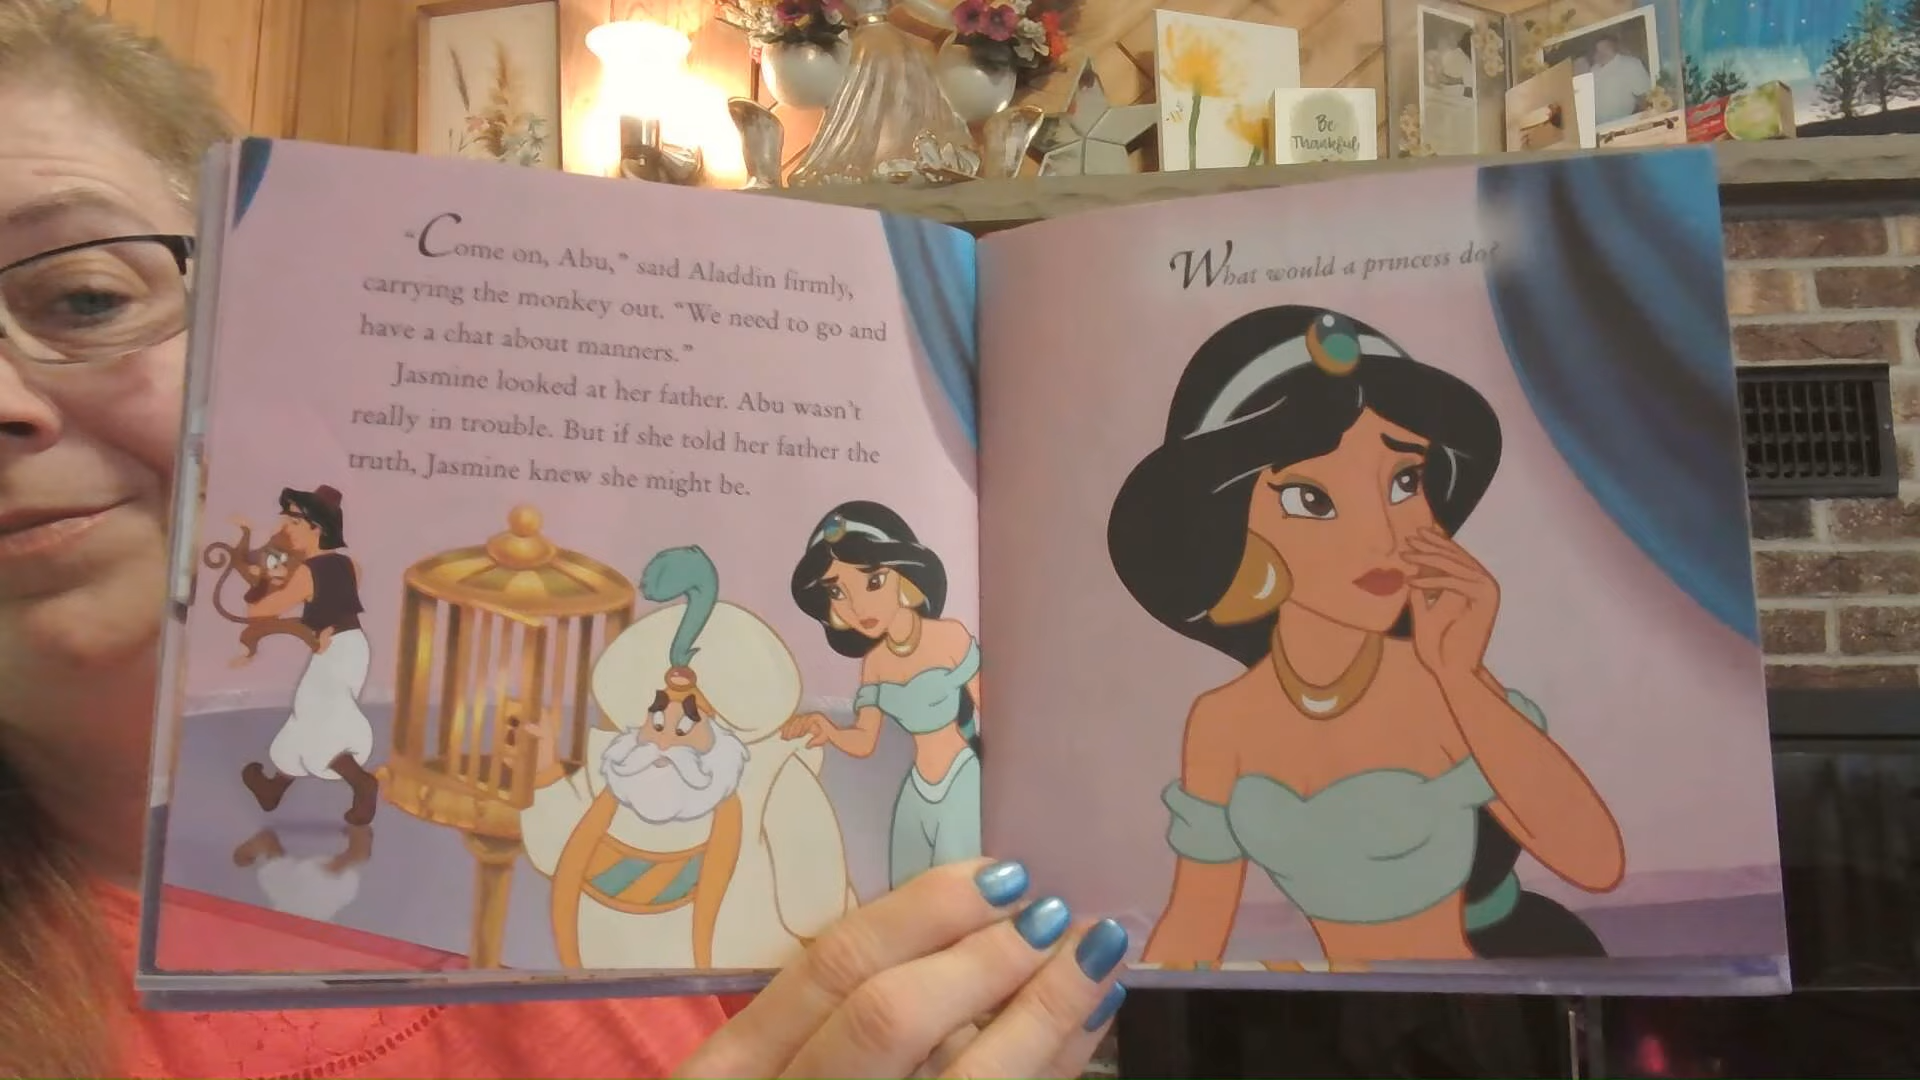 “Come on, Abu,” said Aladdin firmly,
carrying the monkey out. “We need to go and
have a chat about manners.”
Jasmine looked at her father. Abu wasn’t
really in trouble. But if she told her father the
truth, Jasmine knew she might be.
What would a princess do?
Be
Thankful